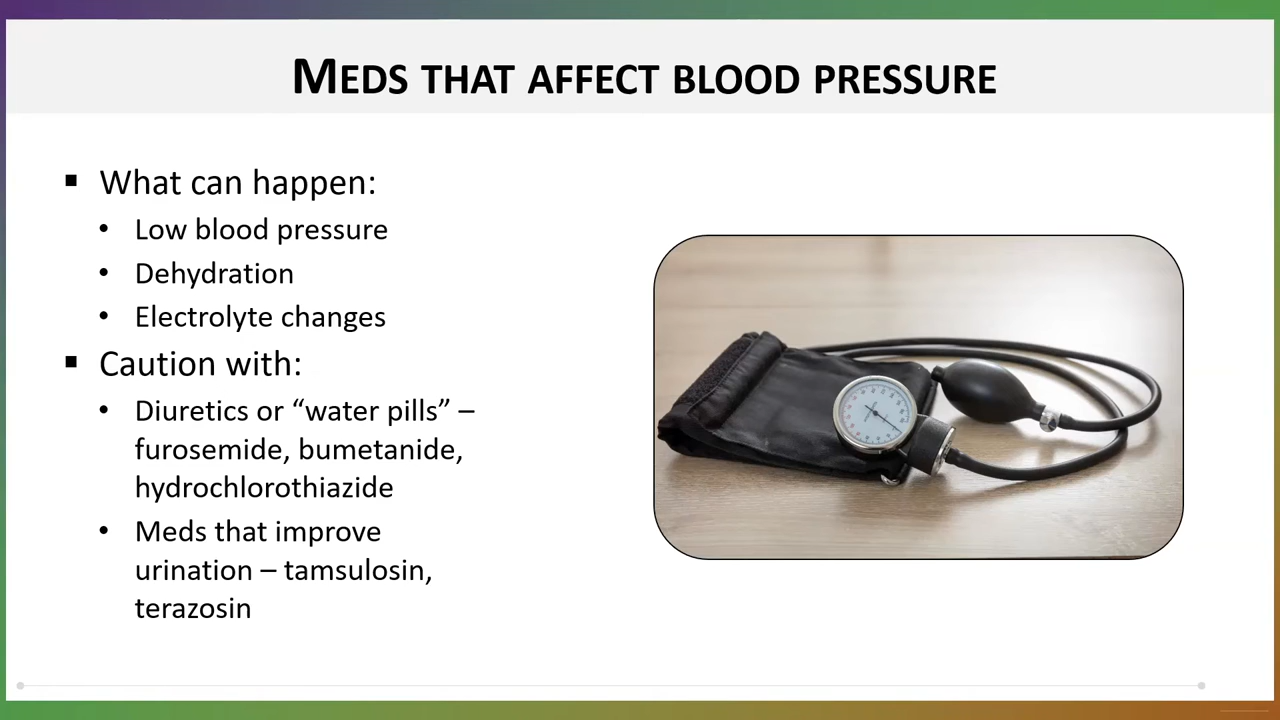 MEDS THAT AFFECT BLOOD PRESSURE
▪ What can happen:
• Low blood pressure
• Dehydration
• Electrolyte changes
▪ Caution with:
• Diuretics or “water pills” –
furosemide, bumetanide,
hydrochlorothiazide
• Meds that improve
urination – tamsulosin,
terazosin